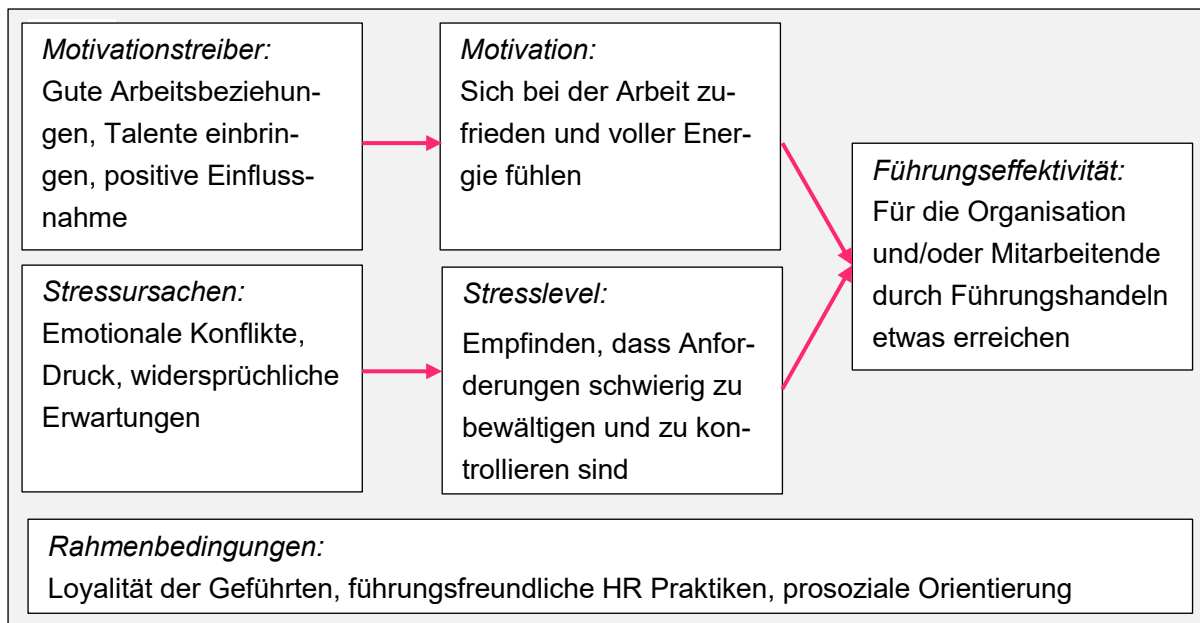 Motivationstreiber:
Gute Arbeitsbeziehun-
gen, Talente einbrin-
gen, positive Einfluss-
nahme
Motivation:
Sich bei der Arbeit zu-
frieden und voller Ener-
gie fühlen
Stressursachen:
Emotionale Konflikte,
Druck, widersprüchliche
Erwartungen
Stresslevel:
Empfinden, dass Anfor-
derungen schwierig zu
bewältigen und zu kon-
trollieren sind
Führungseffektivität:
Für die Organisation
und/oder Mitarbeitende
durch Führungshandeln
etwas erreichen
Rahmenbedingungen:
Loyalität der Geführten, führungsfreundliche HR Praktiken, prosoziale Orientierung